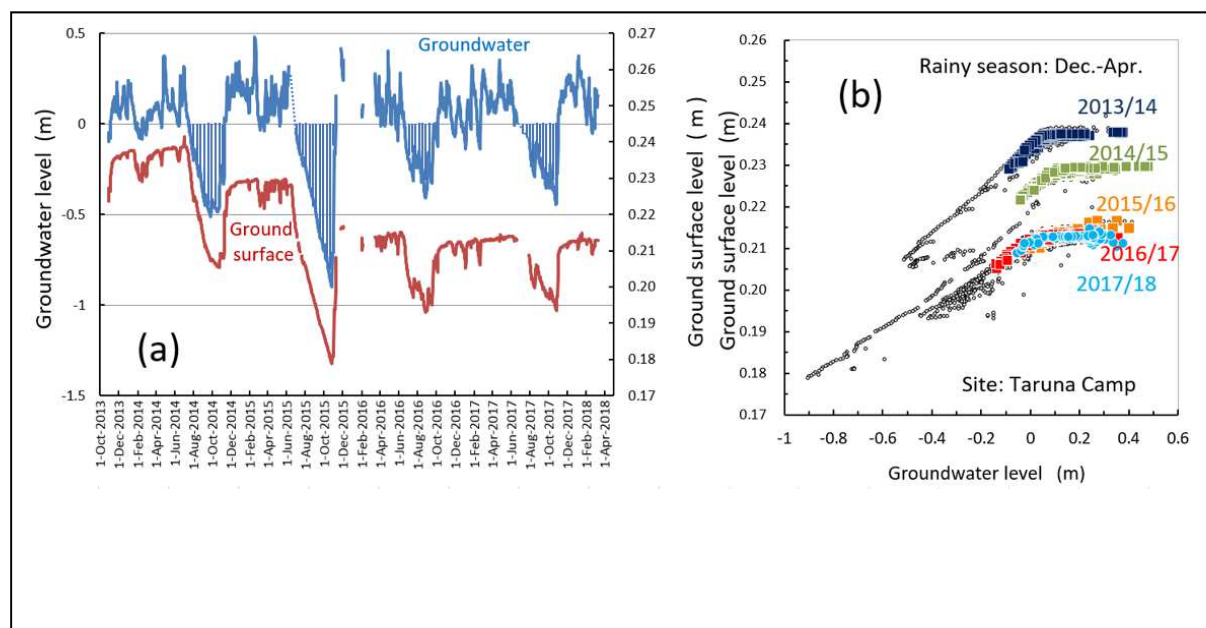 0.5
0
-0.5
-1
-1.5
Groundwater level (m)
Groundwater
Ground
surface
(a)
0.27
0.26
0.25
0.24
0.23
0.22
0.21
0.20
0.19
0.18
0.17
Ground surface level ( m )
1-Oct-2013
1-Dec-2013
1-Feb-2014
1-Apr-2014
1-Jun-2014
1-Aug-2014
1-Oct-2014
1-Dec-2014
1-Feb-2015
1-Apr-2015
1-Jun-2015
1-Aug-2015
1-Oct-2015
1-Dec-2015
1-Feb-2016
1-Apr-2016
1-Jun-2016
1-Aug-2016
1-Oct-2016
1-Dec-2016
1-Feb-2017
1-Apr-2017
1-Jun-2017
1-Aug-2017
1-Oct-2017
1-Dec-2017
1-Feb-2018
1-Apr-2018
Ground surface level (m)
0.26
0.25
0.24
0.23
0.22
0.21
0.20
0.19
0.18
0.17
Rainy season: Dec.-Apr.
(b)
2013/14
2014/15
2015/16
2016/17
2017/18
Site: Taruna Camp
-1 -0.8 -0.6 -0.4 -0.2 0 0.2 0.4 0.6
Groundwater level (m)